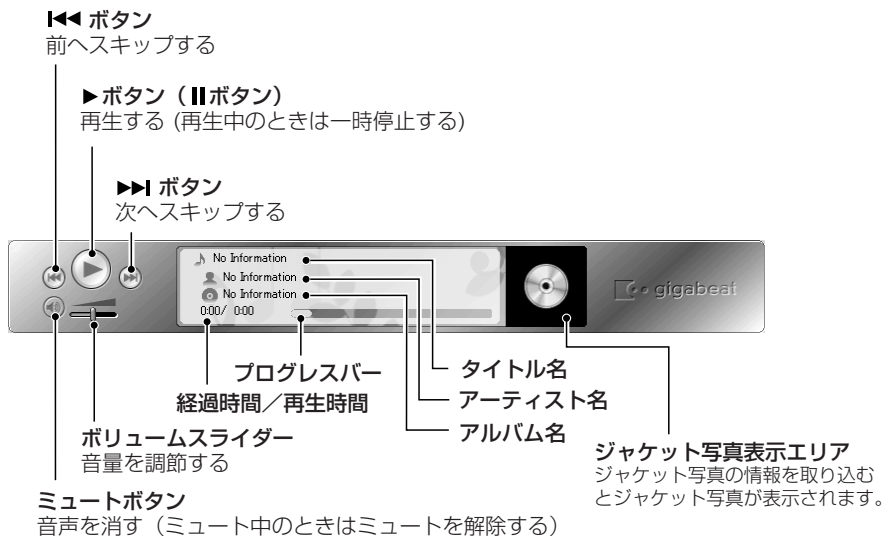 ⏮ ボタン
前へスキップする
▶ボタン（⏸ボタン）
再生する (再生中のときは一時停止する)
⏭ ボタン
次へスキップする
No Information
No Information
No Information
0:00/ 0:00
gigabeat
プログレスバー
経過時間／再生時間
タイトル名
アーティスト名
アルバム名
ボリュームスライダー
音量を調節する
ジャケット写真表示エリア
ジャケット写真の情報を取り込む
とジャケット写真が表示されます。
ミュートボタン
音声を消す（ミュート中のときはミュートを解除する）